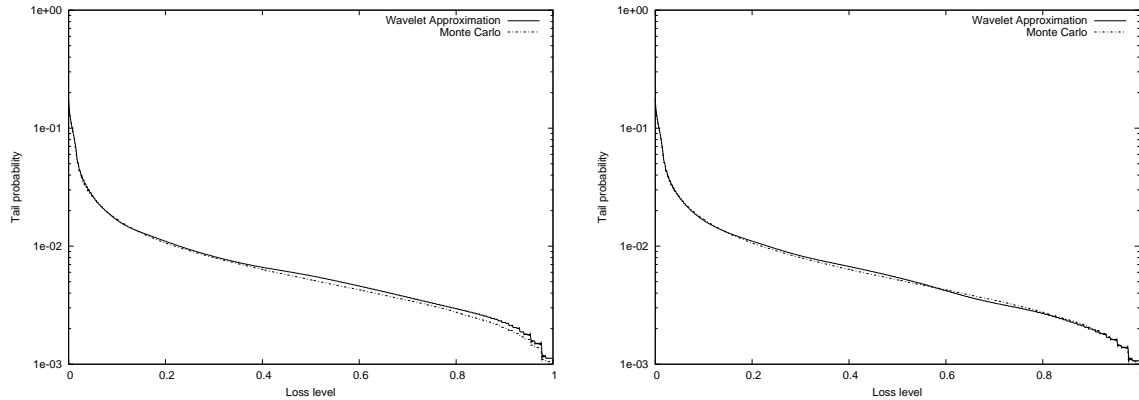 1e+00
1e-01
1e-02
1e-03
Tail probability
0
0.2
0.4
0.6
0.8
1
Loss level
Wavelet Approximation
Monte Carlo
1e+00
1e-01
1e-02
1e-03
Tail probability
0
0.2
0.4
0.6
0.8
Loss level
Wavelet Approximation
Monte Carlo